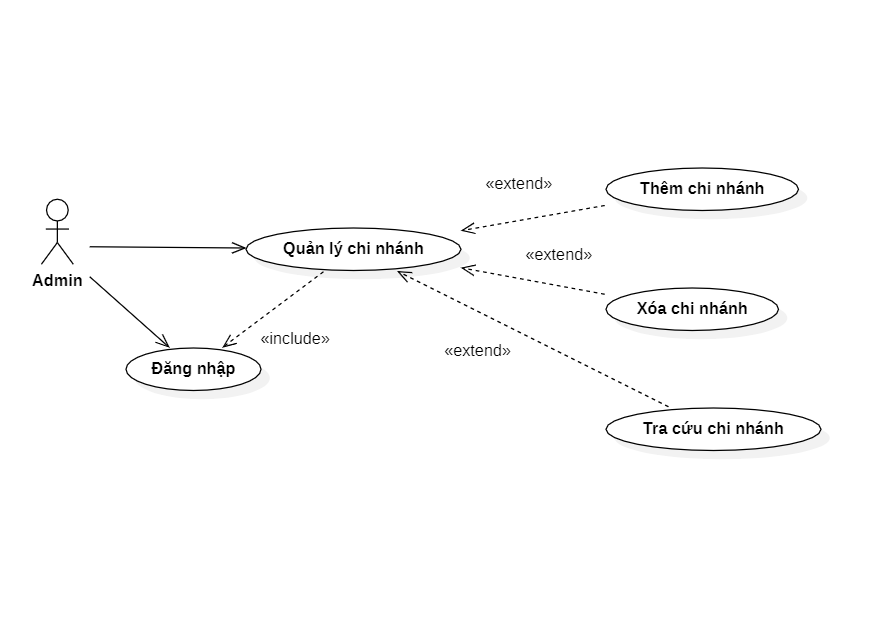 «extend»
Thêm chi nhánh
Quản lý chi nhánh
«extend»
Admin
Xóa chi nhánh
«include»
«extend»
Đăng nhập
Tra cứu chi nhánh